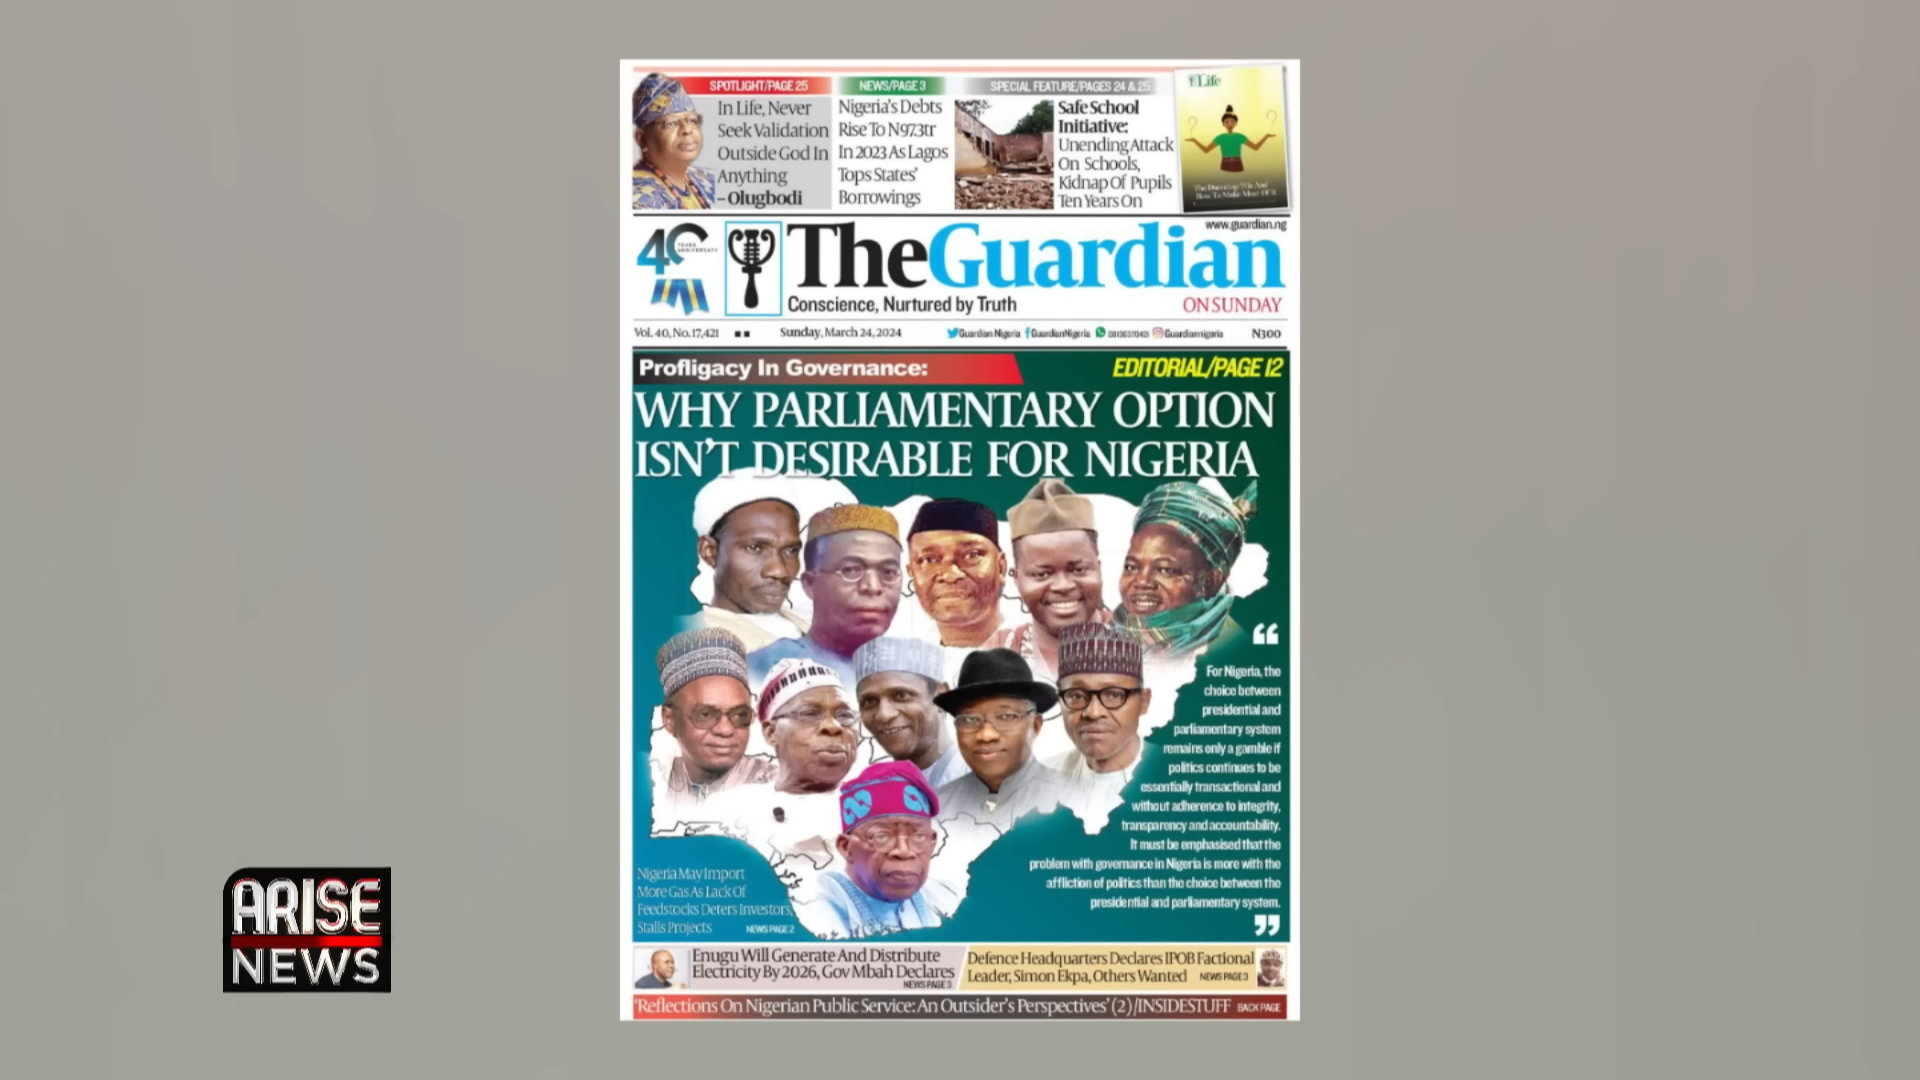 SPOTLIGHT/PAGE 25
In Life, Never
Seek Validation
Outside God In
Anything
– Olugbodi
NEWS/PAGE 3
Nigeria's Debts
Rise To N97.3tr
In 2023 As Lagos
Tops States'
Borrowings
SPECIAL FEATURE/PAGES 24 & 25
Safe School
Initiative:
Unending Attack
On Schools,
Kidnap Of Pupils
Ten Years On
Life
www.guardian.ng
40 YEARS
ANNIVERSARY
TheGuardian
Conscience, Nurtured by Truth
ON SUNDAY
Vol. 40, No. 17,421
Sunday, March 24, 2024
Guardian Nigeria GuardianNigeria Guardiannigeria
N300
Profligacy In Governance:
EDITORIAL/PAGE 12
WHY PARLIAMENTARY OPTION
ISN'T DESIRABLE FOR NIGERIA
“
For Nigeria, the
choice between
presidential and
parliamentary system
remains only a gamble if
politics continues to be
essentially transactional and
without adherence to integrity,
transparency and accountability.
It must be emphasised that the
problem with governance in Nigeria is more with the
affliction of politics than the choice between the
presidential and parliamentary system.
”
Nigeria May Import
More Gas As Lack Of
Feedstocks Deters Investors,
Stalls Projects NEWS PAGE 2
Enugu Will Generate And Distribute
Electricity By 2026, Gov Mbah Declares
NEWS PAGE 3
Defence Headquarters Declares IPOB Factional
Leader, Simon Ekpa, Others Wanted NEWS PAGE 3
'Reflections On Nigerian Public Service: An Outsider's Perspectives' (2)/INSIDESTUFF BACK PAGE
ARISE
NEWS